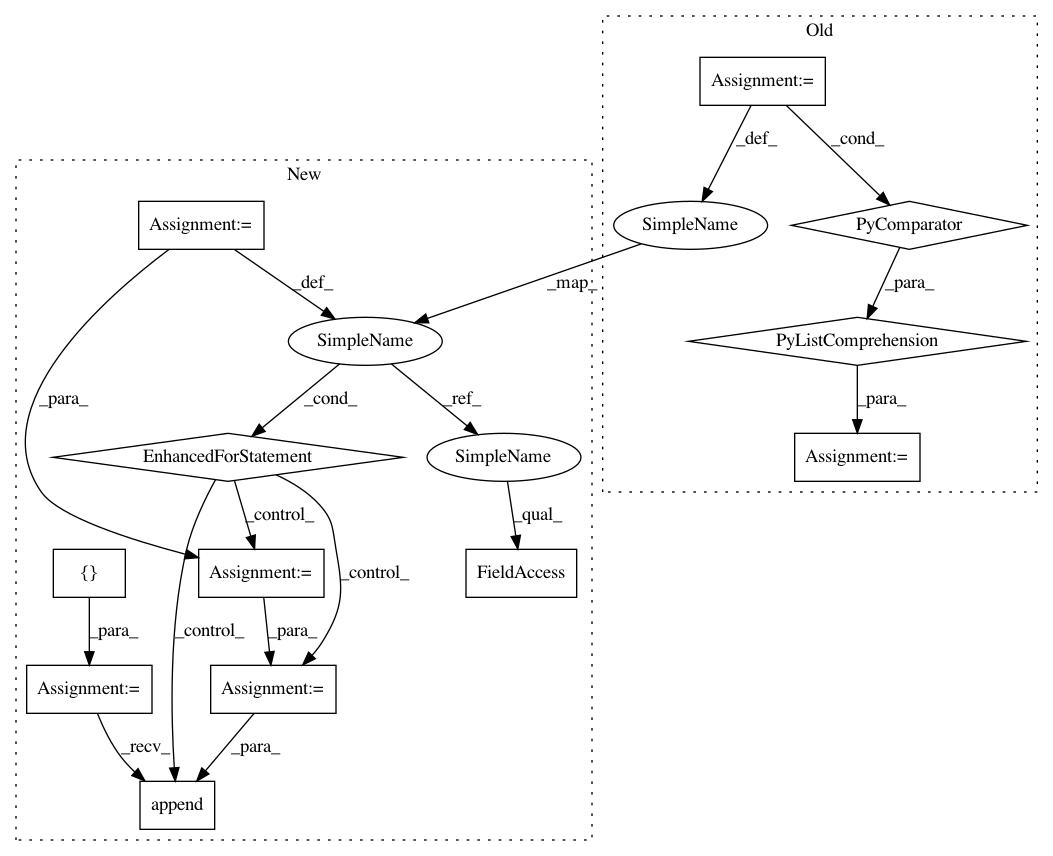 Old
Assignment:=
_def_
_cond_
New
Assignment:=
SimpleName
PyComparator
_def_
_map_
_para_
SimpleName
PyListComprehension
_para_
_cond_
_ref_
_para_
EnhancedForStatement
SimpleName
Assignment:=
_control_
_qual_
{}
Assignment:=
_control_
FieldAccess
_para_
_control_
_para_
Assignment:=
Assignment:=
_recv_
_para_
append